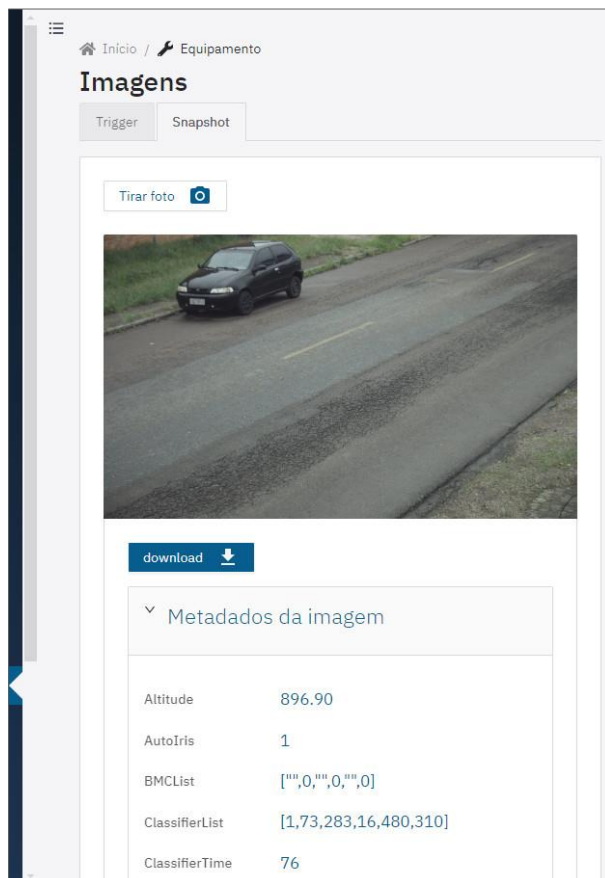 Início / Equipamento
Imagens
Trigger Snapshot
Tirar foto
download
Metadados da imagem
Altitude 896.90
AutoIris 1
BMCList ["",0,"",0,"",0]
ClassifierList [1,73,283,16,480,310]
ClassifierTime 76